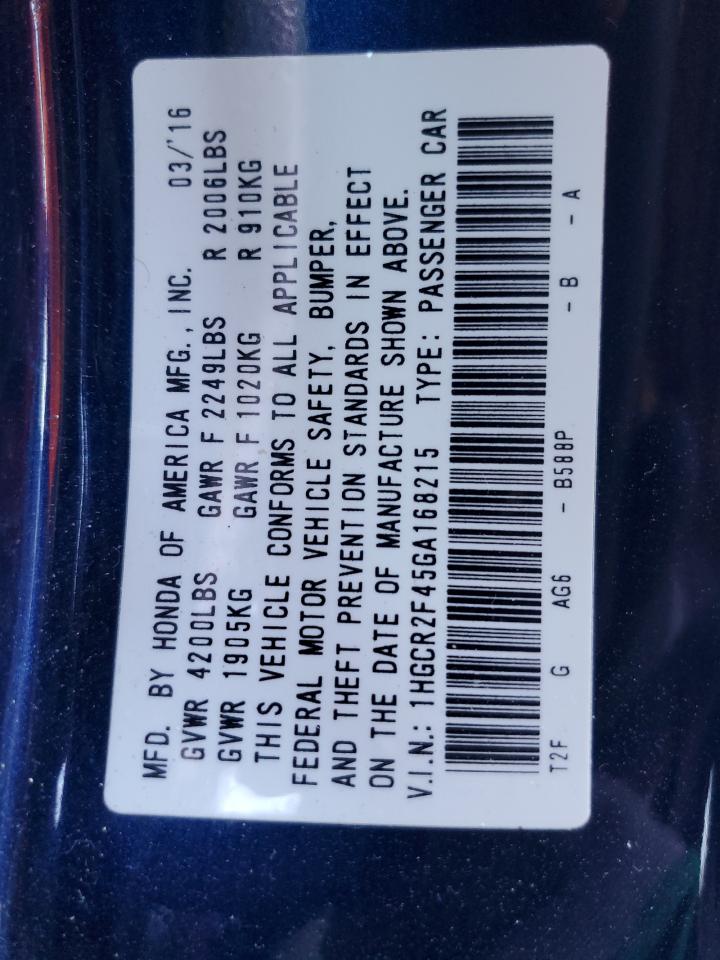 MFD. BY HONDA OF AMERICA MFG., INC. 03/'16
GVWR 4200LBS GAWR F 2249LBS R 2006LBS
GVWR 1905KG GAWR F 1020KG R 910KG
THIS VEHICLE CONFORMS TO ALL APPLICABLE
FEDERAL MOTOR VEHICLE SAFETY, BUMPER,
AND THEFT PREVENTION STANDARDS IN EFFECT
ON THE DATE OF MANUFACTURE SHOWN ABOVE.
V.I.N.: 1HGCR2F45GA168215 TYPE: PASSENGER CAR
T2F G AG6 - B588P - B - A